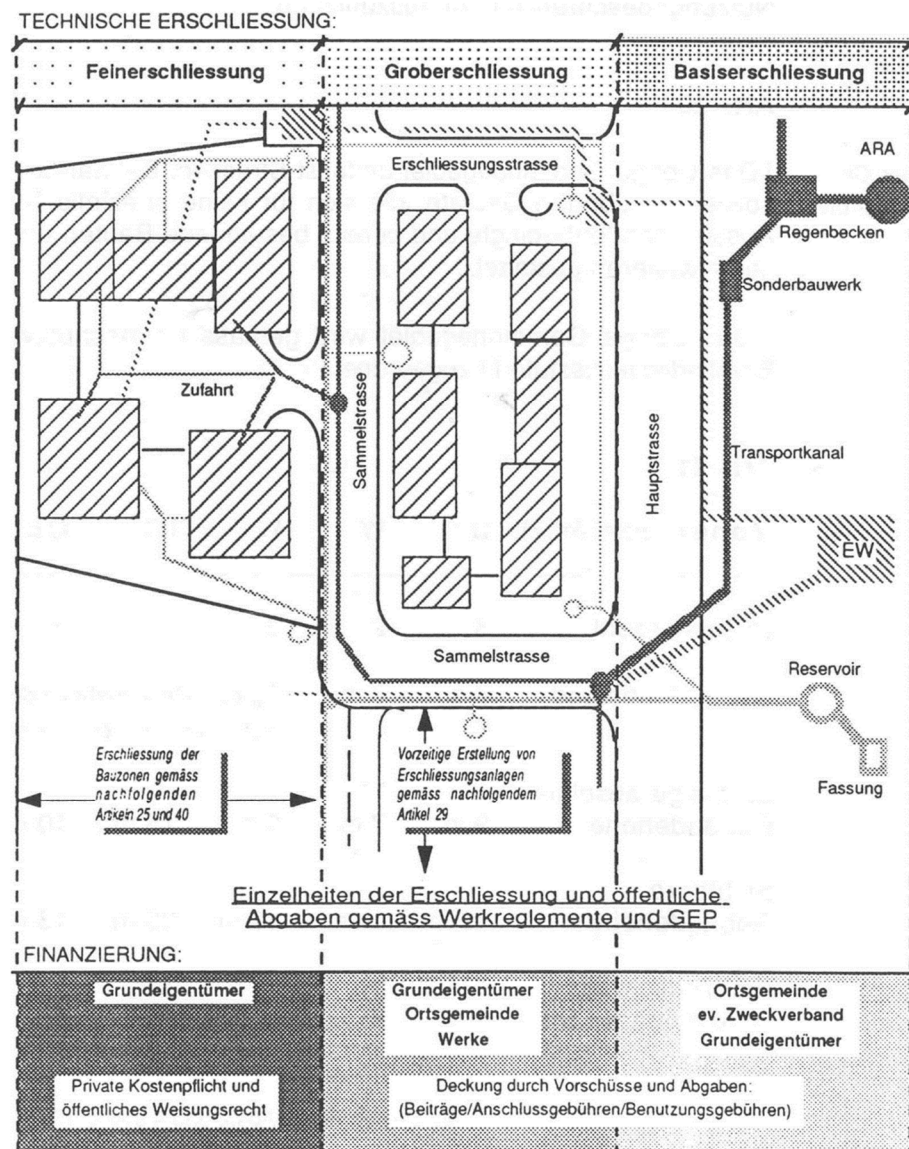 TECHNISCHE ERSCHLIESSUNG:
Feinerschliessung
Groberschliessung
Basiserschliessung
Erschliessungsstrasse
ARA
Regenbecken
Sonderbauwerk
Zufahrt
Sammelstrasse
Hauptstrasse
Transportkanal
EW
Sammelstrasse
Reservoir
Fassung
Erschliessung der
Bauzonen gemäss
nachfolgenden
Artikeln 25 und 40
Vorzeitige Erstellung von
Erschliessungsanlagen
gemäss nachfolgendem
Artikel 29
Einzelheiten der Erschliessung und öffentliche
Abgaben gemäss Werkreglemente und GEP
FINANZIERUNG:
Grundeigentümer
Grundeigentümer
Ortsgemeinde
Werke
Ortsgemeinde
ev. Zweckverband
Grundeigentümer
Private Kostenpflicht und
öffentliches Weisungsrecht
Deckung durch Vorschüsse und Abgaben:
(Beiträge/Anschlussgebühren/Benutzungsgebühren)